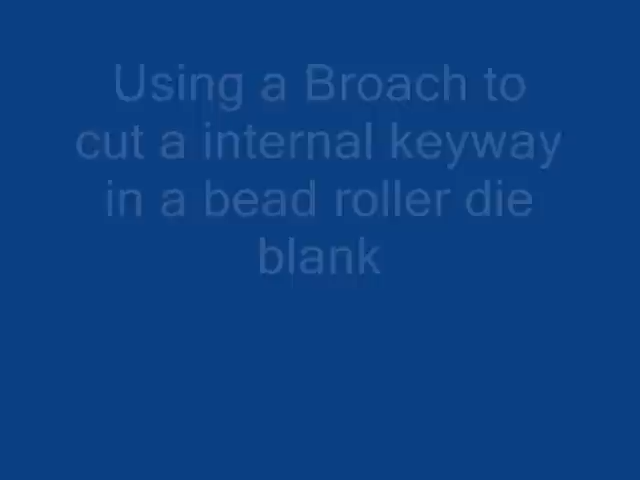 Using a Broach to
cut a internal keyway
in a bead roller die
blank